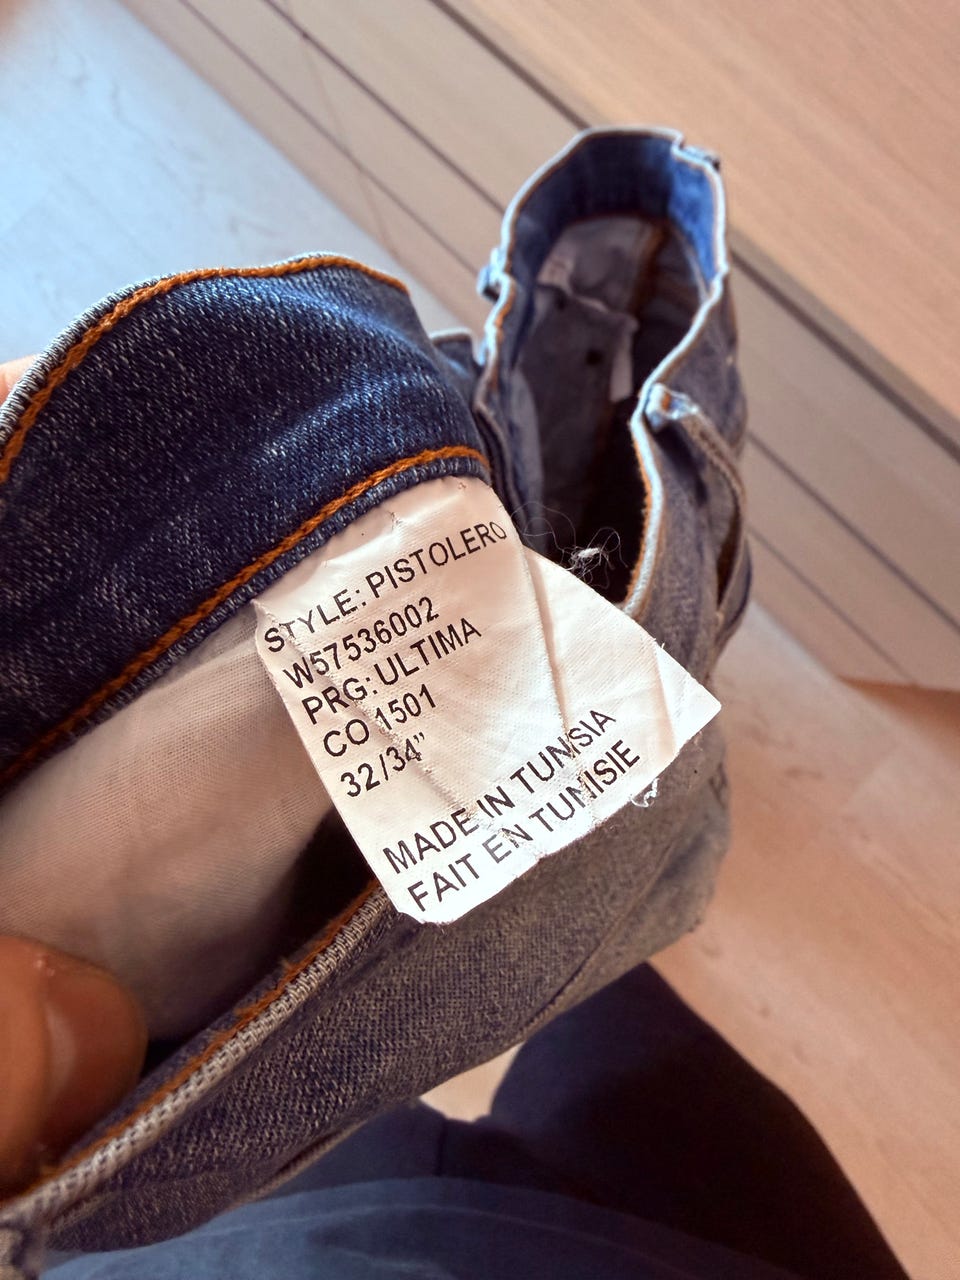 STYLE: PISTOLERO
W57536002
PRG: ULTIMA
CO 1501
32/34”
MADE IN TUNISIA
FAIT EN TUNISIE